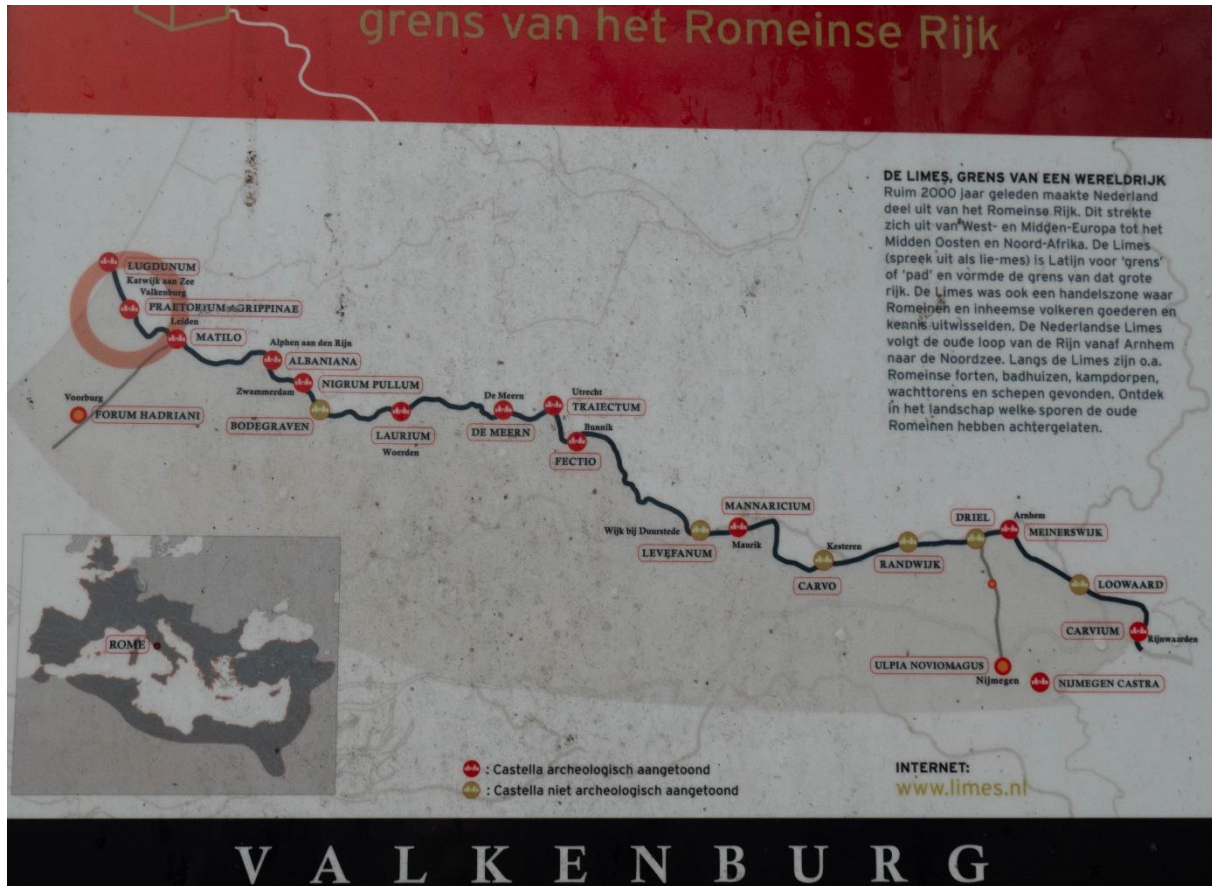 grens van het Romeinse Rijk
DE LIMES, GRENS VAN EEN WERELDRIJK
Ruim 2000 jaar geleden maakte Nederland
deel uit van het Romeinse Rijk. Dit strekte
zich uit van West- en Midden-Europa tot het
Midden Oosten en Noord-Afrika. De Limes
(spreek uit als lie-mes) is Latijn voor ‘grens’
of ‘pad’ en vormde de grens van dat grote
rijk. De Limes was ook een handelszone waar
Romeinen en inheemse volkeren goederen en
kennis uitwisselden. De Nederlandse Limes
volgt de oude loop van de Rijn vanaf Arnhem
naar de Noordzee. Langs de Limes zijn o.a.
Romeinse forten, badhuizen, kampdorpen,
wachttorens en schepen gevonden. Ontdek
in het landschap welke sporen de oude
Romeinen hebben achtergelaten.
LUGDUNUM
Katwijk aan Zee
Valkenburg
PRAETORIUM AGRIPPINAE
Leiden
MATILO
Alphen aan den Rijn
ALBANIANA
Zwammerdam
NIGRUM PULLUM
Voorburg
FORUM HADRIANI
BODEGRAVEN
LAURIUM
Woerden
De Meern
DE MEERN
Utrecht
TRAIECTUM
Bunnik
FECTIO
Wijk bij Duurstede
LEVEFANUM
MANNARICIUM
Maurik
Kesteren
CARVO
RANDWIJK
DRIEL
Arnhem
MEINERSWIJK
LOOWAARD
CARVIUM
Rijnwaarden
ULPIA NOVIOMAGUS
Nijmegen
NIJMEGEN CASTRA
ROME
: Castella archeologisch aangetoond
: Castella niet archeologisch aangetoond
INTERNET:
www.limes.nl
VALKENBURG